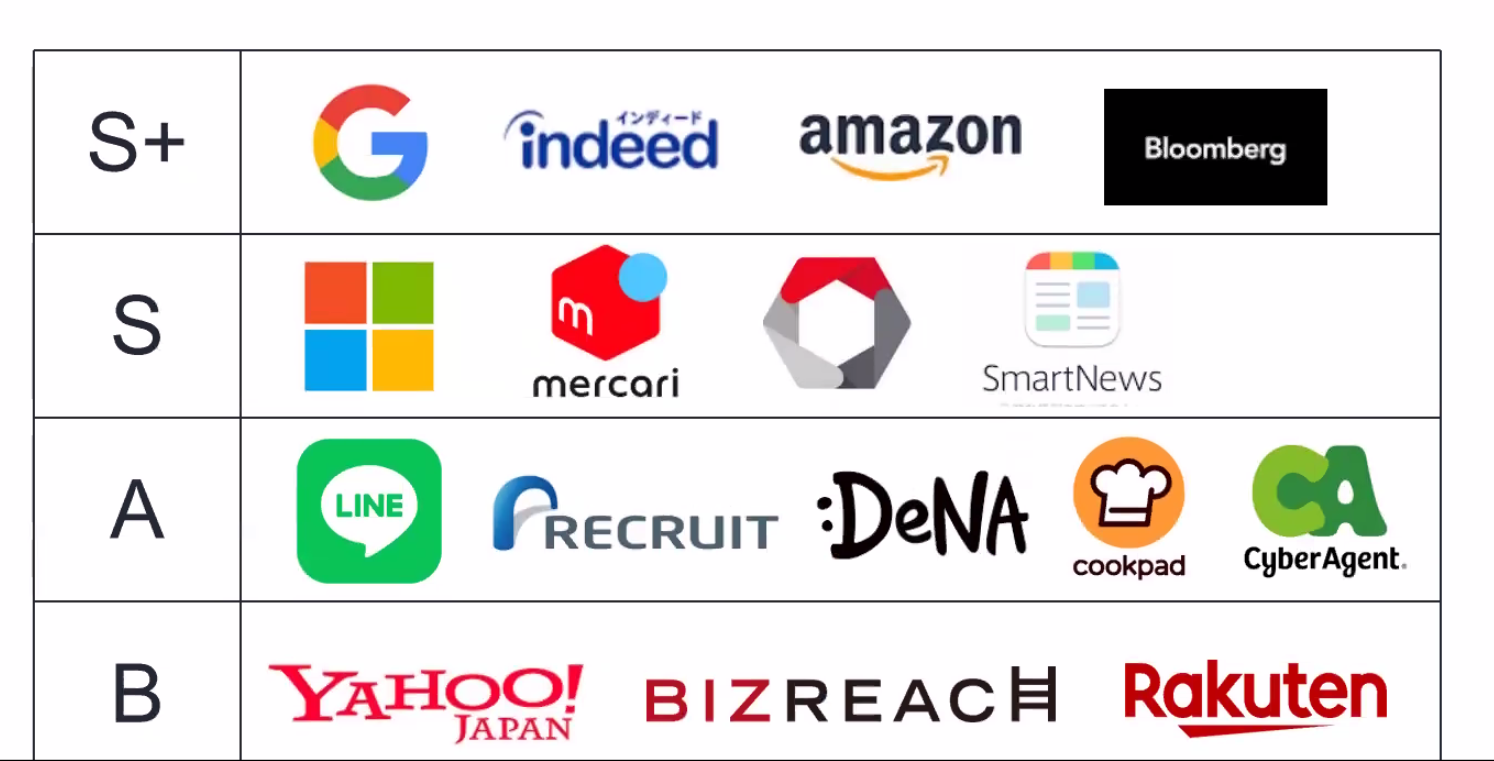 S+
インディード
indeed
amazon
Bloomberg
S
m
mercari
SmartNews
A
LINE
RECRUIT
:DeNA
cookpad
CA
CyberAgent.
B
YAHOO!
JAPAN
BIZREACH
Rakuten